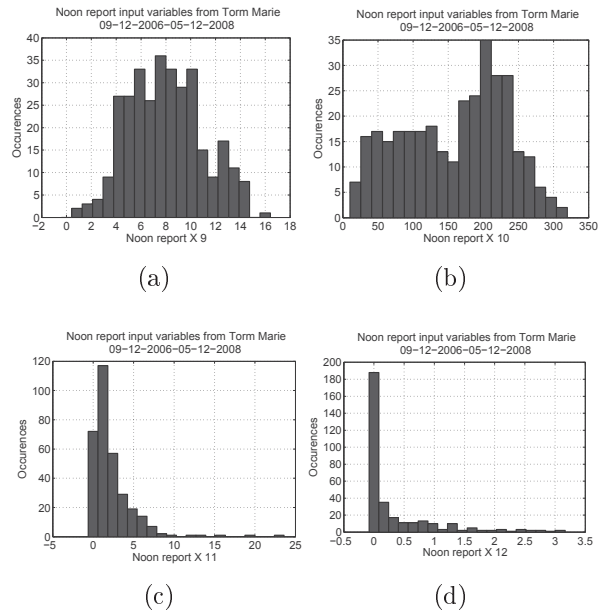 Noon report input variables from Torm Marie
09−12−2006−05−12−2008
40
35
30
25
20
15
10
5
0
Occurences
−2 0 2 4 6 8 10 12 14 16 18
Noon report X 9
(a)
Noon report input variables from Torm Marie
09−12−2006−05−12−2008
35
30
25
20
15
10
5
0
Occurences
0 50 100 150 200 250 300 350
Noon report X 10
(b)
Noon report input variables from Torm Marie
09−12−2006−05−12−2008
120
100
80
60
40
20
0
Occurences
−5 0 5 10 15 20 25
Noon report X 11
(c)
Noon report input variables from Torm Marie
09−12−2006−05−12−2008
200
180
160
140
120
100
80
60
40
20
0
Occurences
−0.5 0 0.5 1 1.5 2 2.5 3 3.5
Noon report X 12
(d)